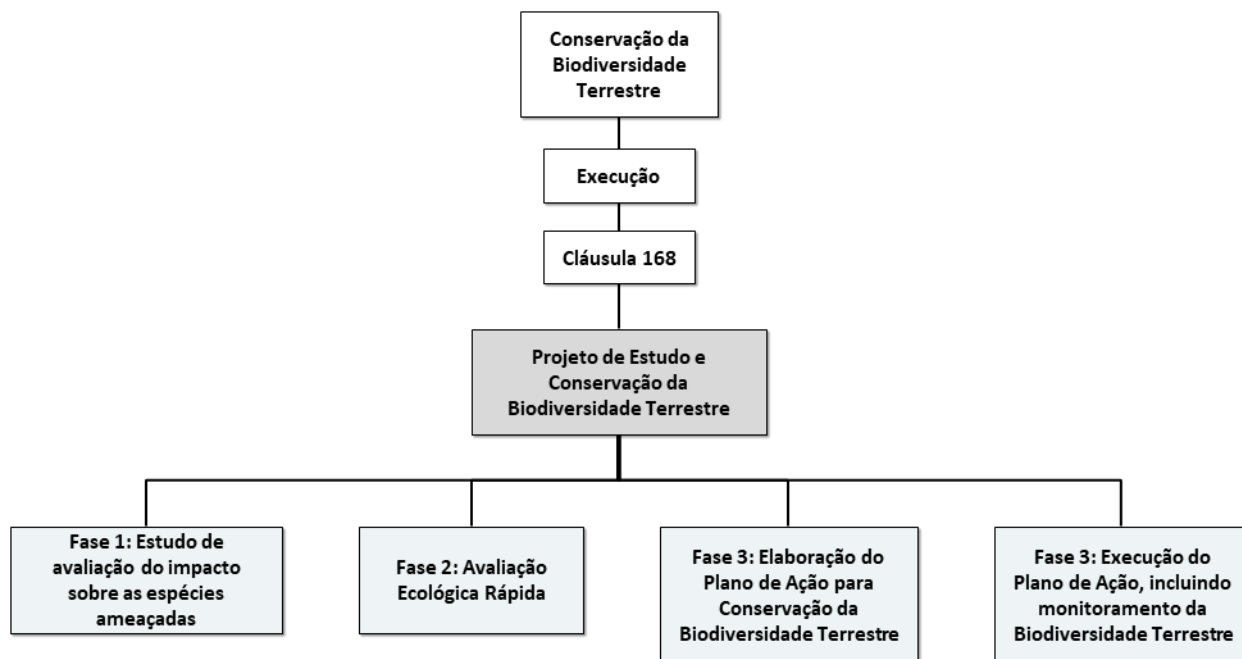 Conservação da
Biodiversidade
Terrestre
Execução
Cláusula 168
Projeto de Estudo e
Conservação da
Biodiversidade Terrestre
Fase 1: Estudo de
avaliação do impacto
sobre as espécies
ameaçadas
Fase 2: Avaliação
Ecológica Rápida
Fase 3: Elaboração do
Plano de Ação para
Conservação da
Biodiversidade Terrestre
Fase 3: Execução do
Plano de Ação, incluindo
monitoramento da
Biodiversidade Terrestre